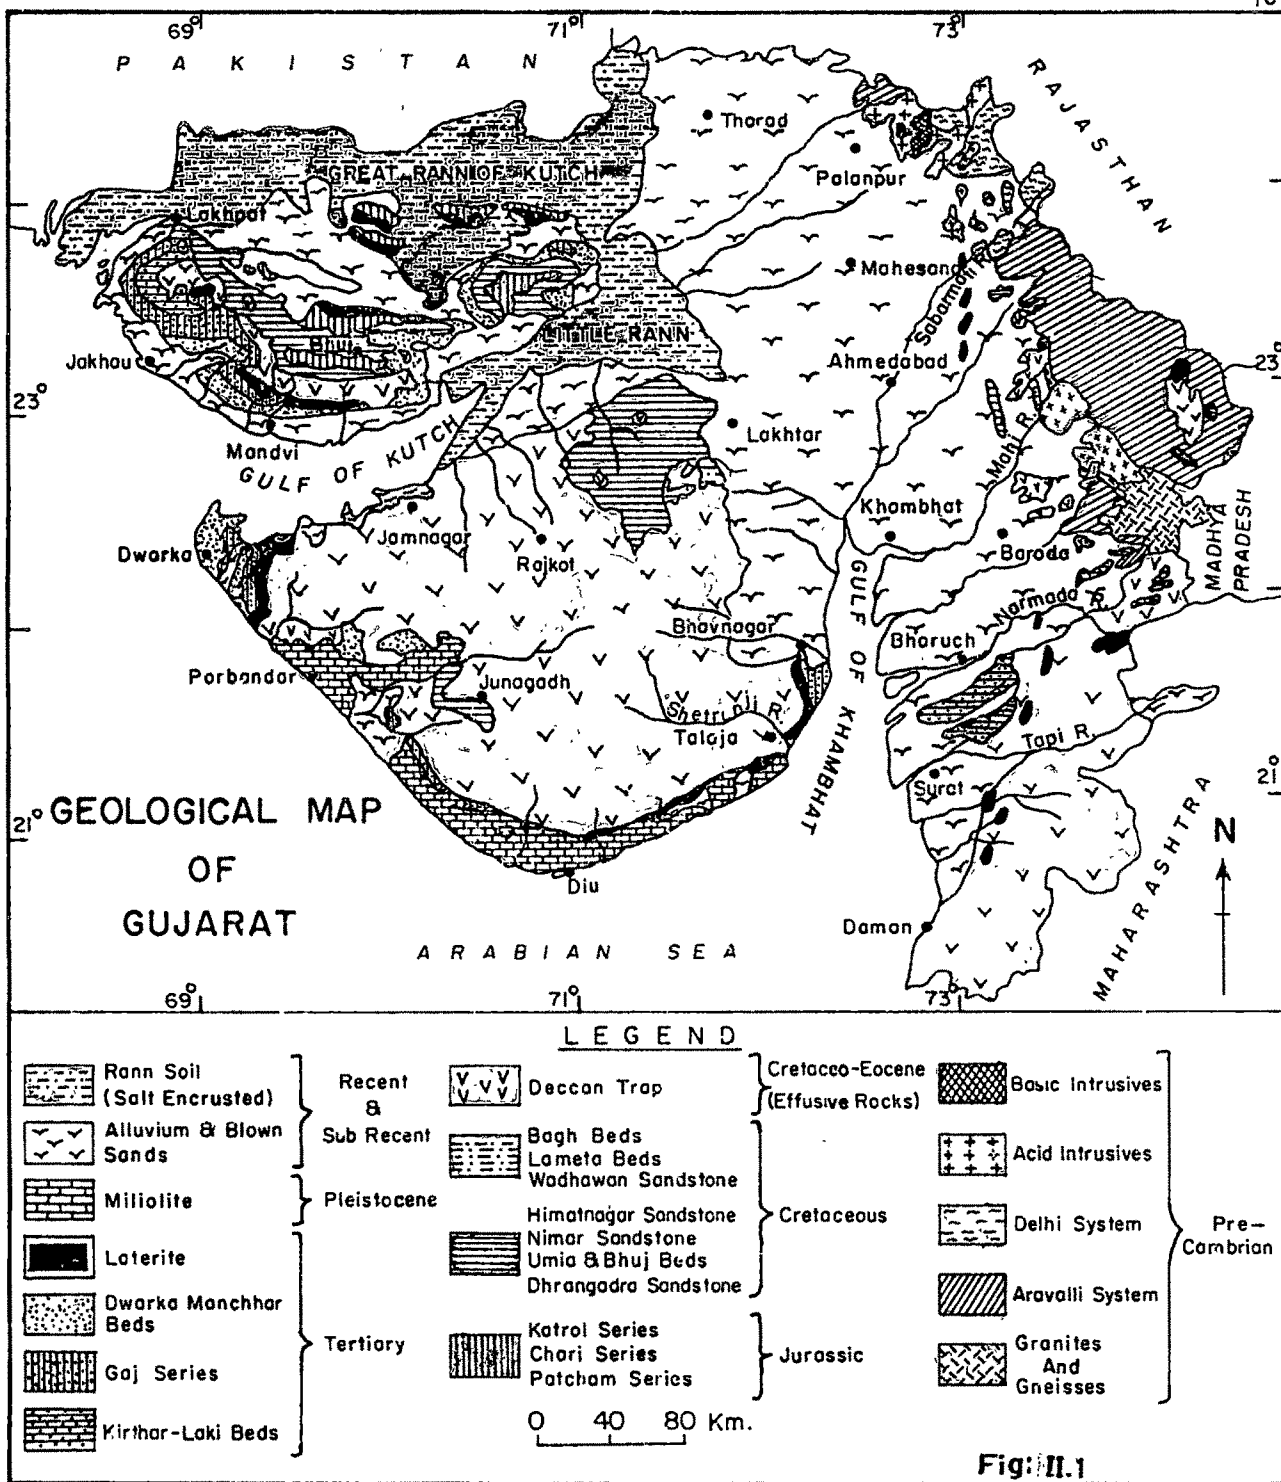 69° 71° 73°
PAKISTAN
RAJASTHAN
Tharad
Palanpur
GREAT RANN OF KUTCH
Lakhpat
Mahesana
Sabarmati R.
LITTLE RANN
Bhuj
Jakhau
Ahmedabad
23° 23°
Mandvi
GULF OF KUTCH
Lakhtar
Mahi R.
Khambhat
Jamnagar
Rajkot
Dwarka
Baroda
MADHYA
PRADESH
Narmada R.
Bhavnagar
GULF OF KHAMBHAT
Bharuch
Porbandar
Junagadh
Shetrunji R.
Talaja
Tapi R.
Surat
21° 21°
GEOLOGICAL MAP
OF
GUJARAT
MAHARASHTRA
N
Diu
Daman
ARABIAN SEA
69° 71° 73°
LEGEND
Rann Soil
(Salt Encrusted)
Alluvium & Blown
Sands
Recent
&
Sub Recent
Miliolite
Pleistocene
Laterite
Dwarka Manchhar
Beds
Gaj Series
Kirthar-Laki Beds
Tertiary
Deccan Trap
Cretaceo-Eocene
(Effusive Rocks)
Bagh Beds
Lameta Beds
Wadhawan Sandstone
Himatnagar Sandstone
Nimar Sandstone
Umia & Bhuj Beds
Dhrangadra Sandstone
Cretaceous
Katrol Series
Chari Series
Patcham Series
Jurassic
0 40 80 Km.
Basic Intrusives
Acid Intrusives
Delhi System
Aravalli System
Granites
And
Gneisses
Pre-
Cambrian
Fig: II.1